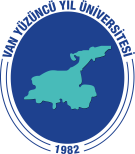 VAN YÜZÜNCÜ YIL ÜNİVERSİTESİ
1982